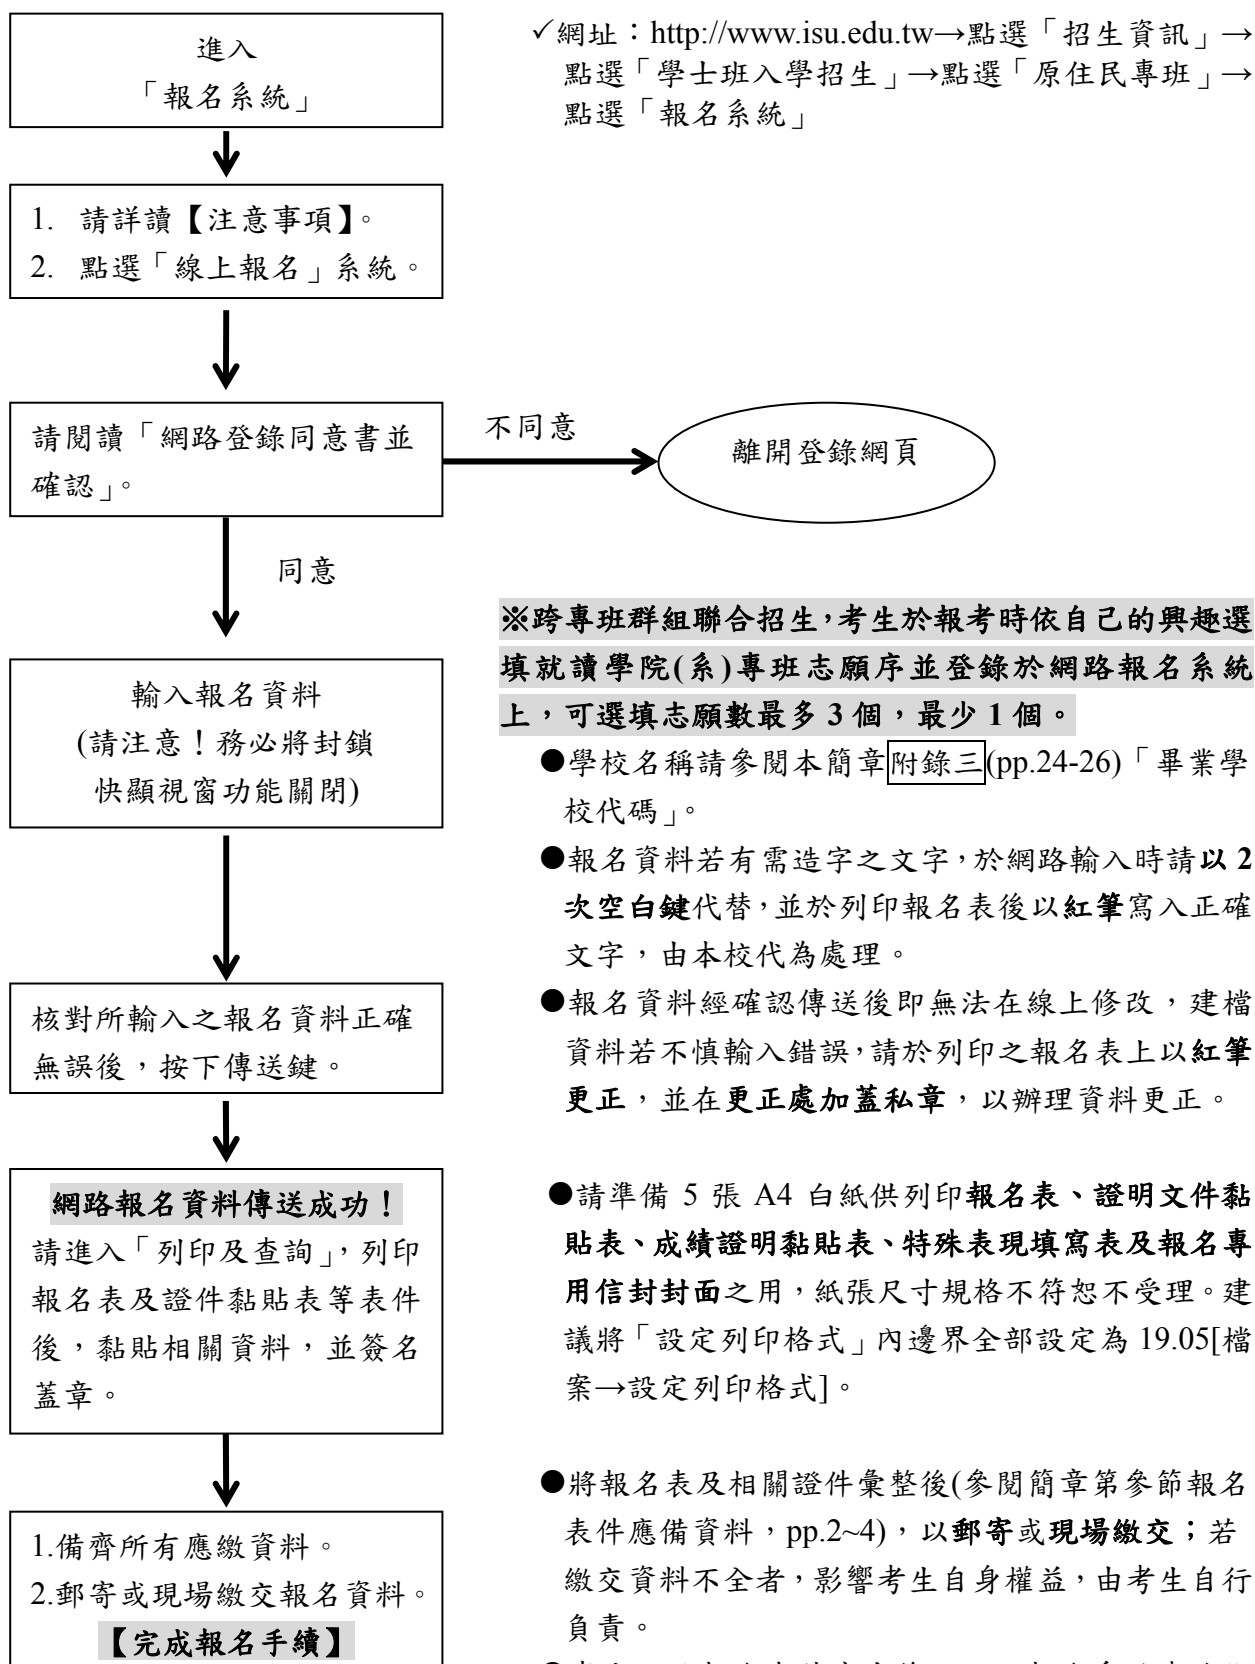 進入
「報名系統」
✓網址：http://www.isu.edu.tw→點選「招生資訊」→
點選「學士班入學招生」→點選「原住民專班」→
點選「報名系統」
1. 請詳讀【注意事項】。
2. 點選「線上報名」系統。
請閱讀「網路登錄同意書並
確認」。
不同意
離開登錄網頁
同意
輸入報名資料
(請注意！務必將封鎖
快顯視窗功能關閉)
※跨專班群組聯合招生，考生於報考時依自己的興趣選
填就讀學院(系)專班志願序並登錄於網路報名系統
上，可選填志願數最多 3 個，最少 1 個。
●學校名稱請參閱本簡章附錄三(pp.24-26)「畢業學
校代碼」。
●報名資料若有需造字之文字，於網路輸入時請以 2
次空白鍵代替，並於列印報名表後以紅筆寫入正確
文字，由本校代為處理。
●報名資料經確認傳送後即無法在線上修改，建檔
資料若不慎輸入錯誤，請於列印之報名表上以紅筆
更正，並在更正處加蓋私章，以辦理資料更正。
核對所輸入之報名資料正確
無誤後，按下傳送鍵。
網路報名資料傳送成功！
請進入「列印及查詢」，列印
報名表及證件黏貼表等表件
後，黏貼相關資料，並簽名
蓋章。
●請準備 5 張 A4 白紙供列印報名表、證明文件黏
貼表、成績證明黏貼表、特殊表現填寫表及報名專
用信封封面之用，紙張尺寸規格不符恕不受理。建
議將「設定列印格式」內邊界全部設定為 19.05[檔
案→設定列印格式]。
1.備齊所有應繳資料。
2.郵寄或現場繳交報名資料。
【完成報名手續】
●將報名表及相關證件彙整後(參閱簡章第參節報名
表件應備資料，pp.2~4)，以郵寄或現場繳交；若
繳交資料不全者，影響考生自身權益，由考生自行
負責。